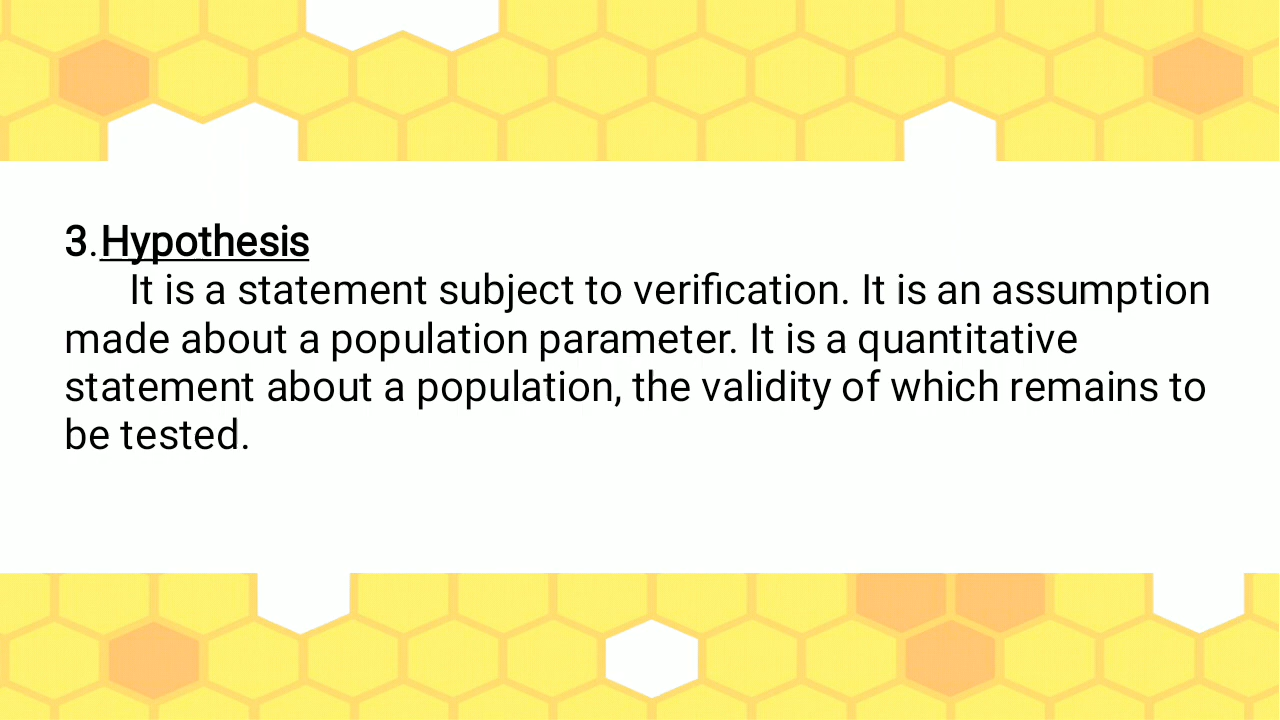 3.Hypothesis
It is a statement subject to verification. It is an assumption
made about a population parameter. It is a quantitative
statement about a population, the validity of which remains to
be tested.